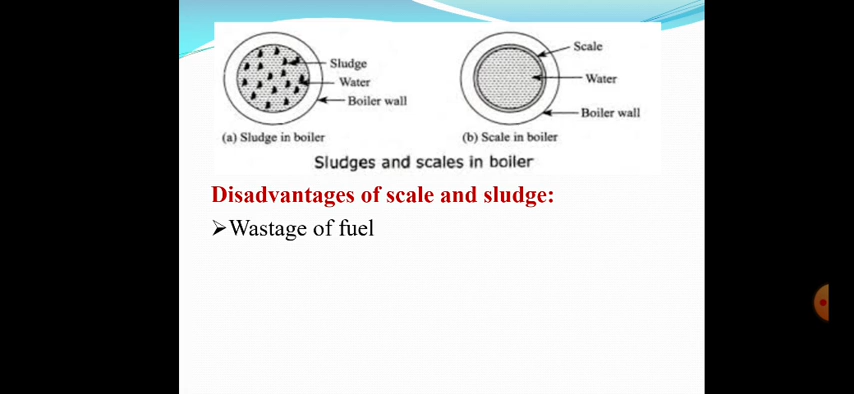 Sludge
Water
Boiler wall
(a) Sludge in boiler
Scale
Water
Boiler wall
(b) Scale in boiler
Sludges and scales in boiler
Disadvantages of scale and sludge:
➢Wastage of fuel